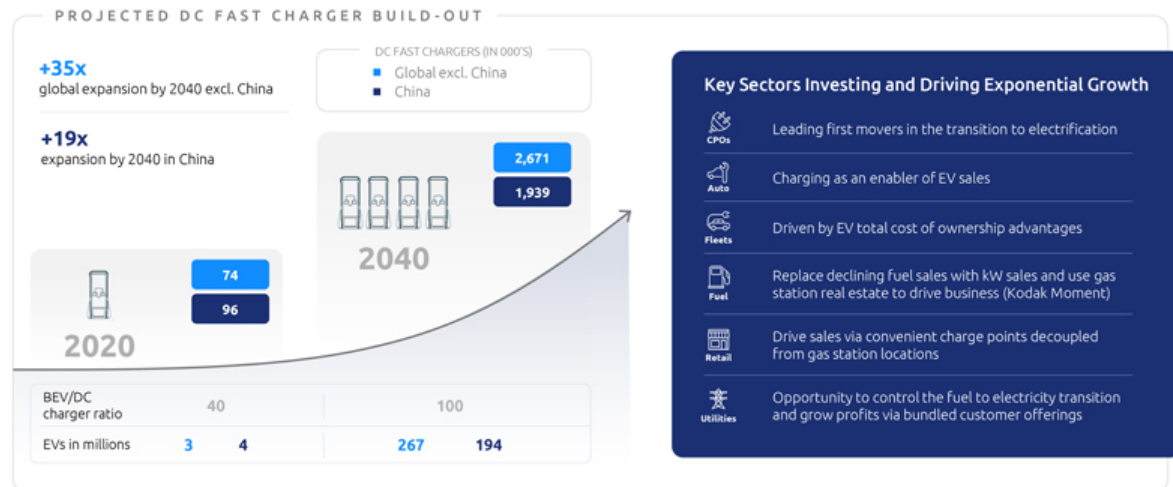 PROJECTED DC FAST CHARGER BUILD-OUT
+35x
global expansion by 2040 excl. China
+19x
expansion by 2040 in China
DC FAST CHARGERS (IN 000'S)
Global excl. China
China
2,671
1,939
2040
74
96
2020
BEV/DC
charger ratio
40
100
EVs in millions
3
4
267
194
Key Sectors Investing and Driving Exponential Growth
CPOs
Leading first movers in the transition to electrification
Auto
Charging as an enabler of EV sales
Fleets
Driven by EV total cost of ownership advantages
Fuel
Replace declining fuel sales with kW sales and use gas
station real estate to drive business (Kodak Moment)
Retail
Drive sales via convenient charge points decoupled
from gas station locations
Utilities
Opportunity to control the fuel to electricity transition
and grow profits via bundled customer offerings